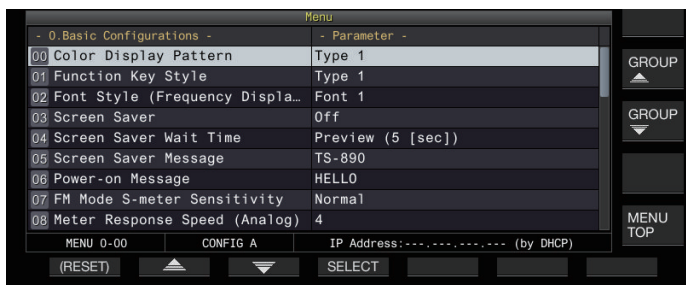 Menu
- 0.Basic Configurations - - Parameter -
00 Color Display Pattern Type 1
01 Function Key Style Type 1
02 Font Style (Frequency Displa… Font 1
03 Screen Saver Off
04 Screen Saver Wait Time Preview (5 [sec])
05 Screen Saver Message TS-890
06 Power-on Message HELLO
07 FM Mode S-meter Sensitivity Normal
08 Meter Response Speed (Analog) 4
MENU 0-00 CONFIG A IP Address:---.---.---.--- (by DHCP)
(RESET) SELECT
GROUP
GROUP
MENU
TOP